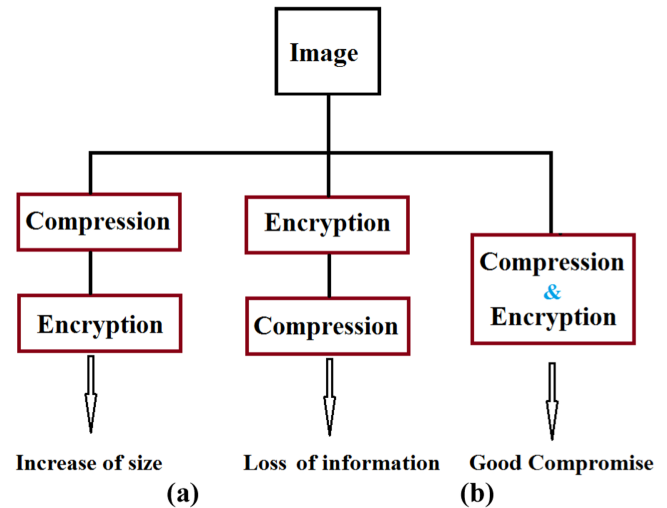 Image
Compression
Encryption
Increase of size
Encryption
Compression
Loss of information
Compression
&
Encryption
Good Compromise
(a)
(b)